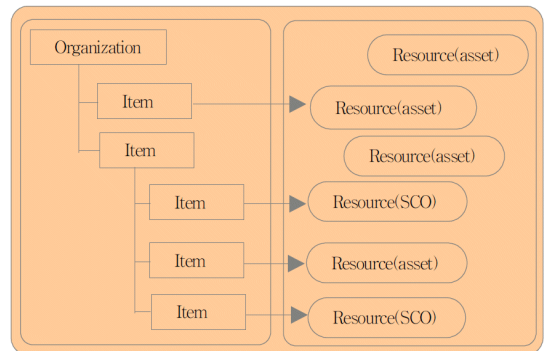 Organization
Resource(asset)
Item
Resource(asset)
Item
Resource(asset)
Item
Resource(SCO)
Item
Resource(asset)
Item
Resource(SCO)